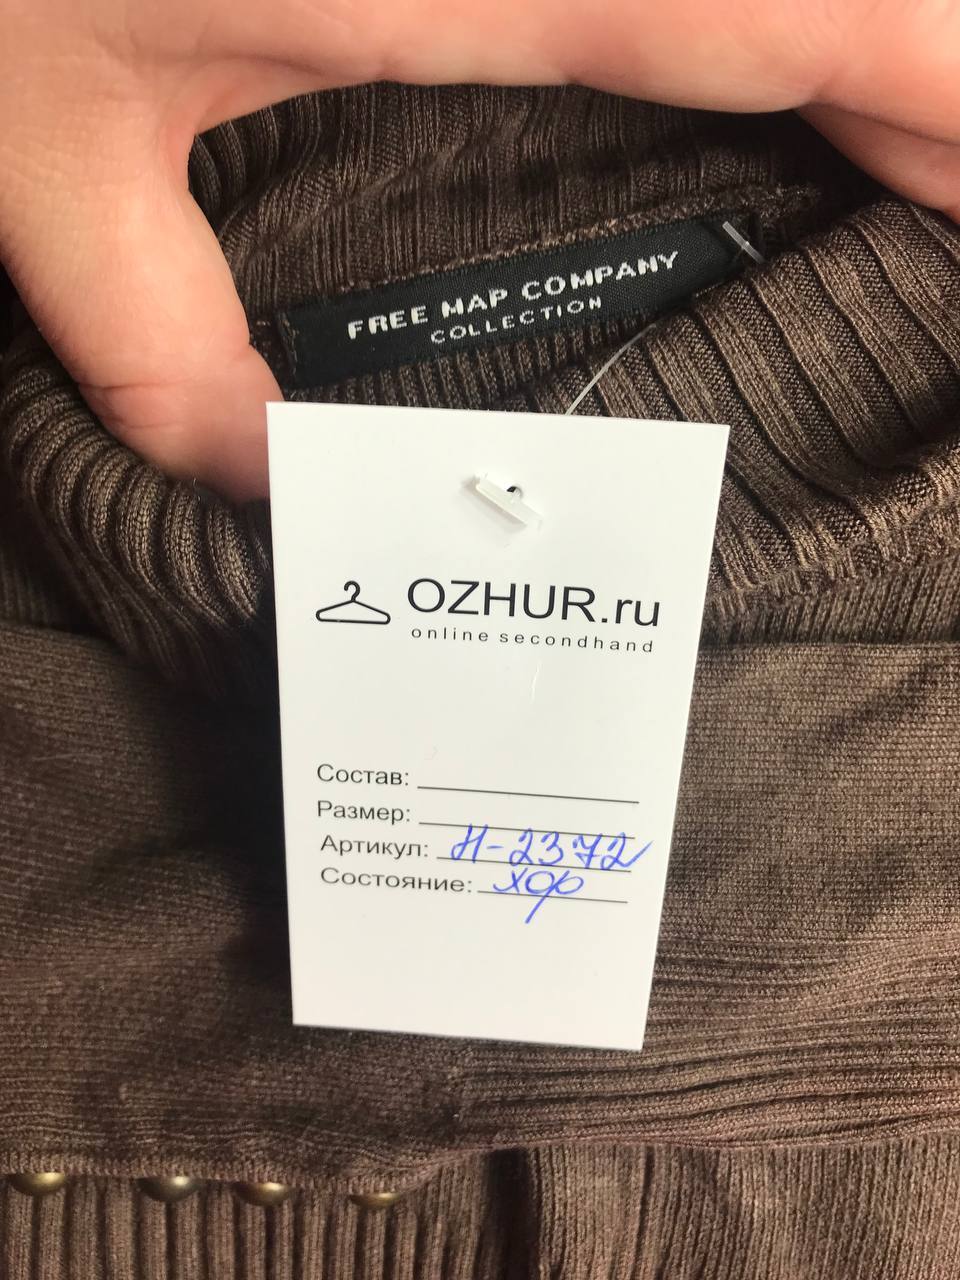 FREE MAP COMPANY
COLLECTION
OZHUR.ru
online secondhand
Состав:
Размер:
Артикул: Н-2372
Состояние: хор